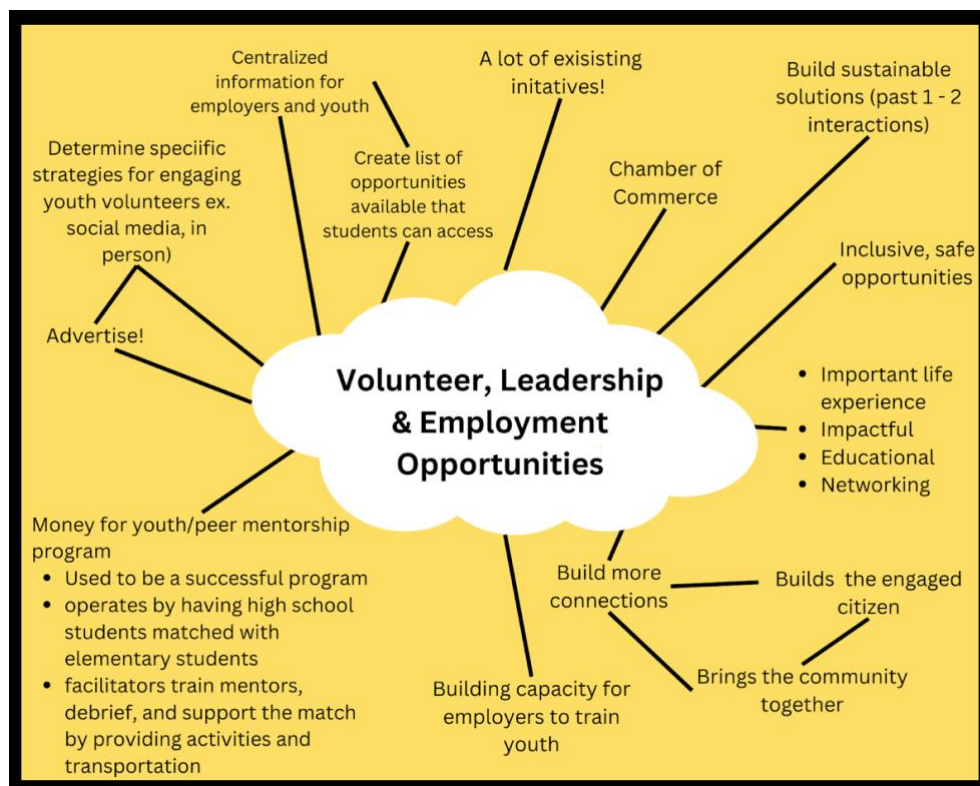 Centralized
information for
employers and youth
A lot of exisisting
initatives!
Build sustainable
solutions (past 1 - 2
interactions)
Determine speciific
strategies for engaging
youth volunteers ex.
social media, in
person)
Create list of
opportunities
available that
students can access
Chamber of
Commerce
Inclusive, safe
opportunities
Advertise!
Volunteer, Leadership
& Employment
Opportunities
• Important life
experience
• Impactful
• Educational
• Networking
Money for youth/peer mentorship
program
• Used to be a successful program
• operates by having high school
students matched with
elementary students
• facilitators train mentors,
debrief, and support the match
by providing activities and
transportation
Build more
connections
Builds the engaged
citizen
Brings the community
together
Building capacity for
employers to train
youth